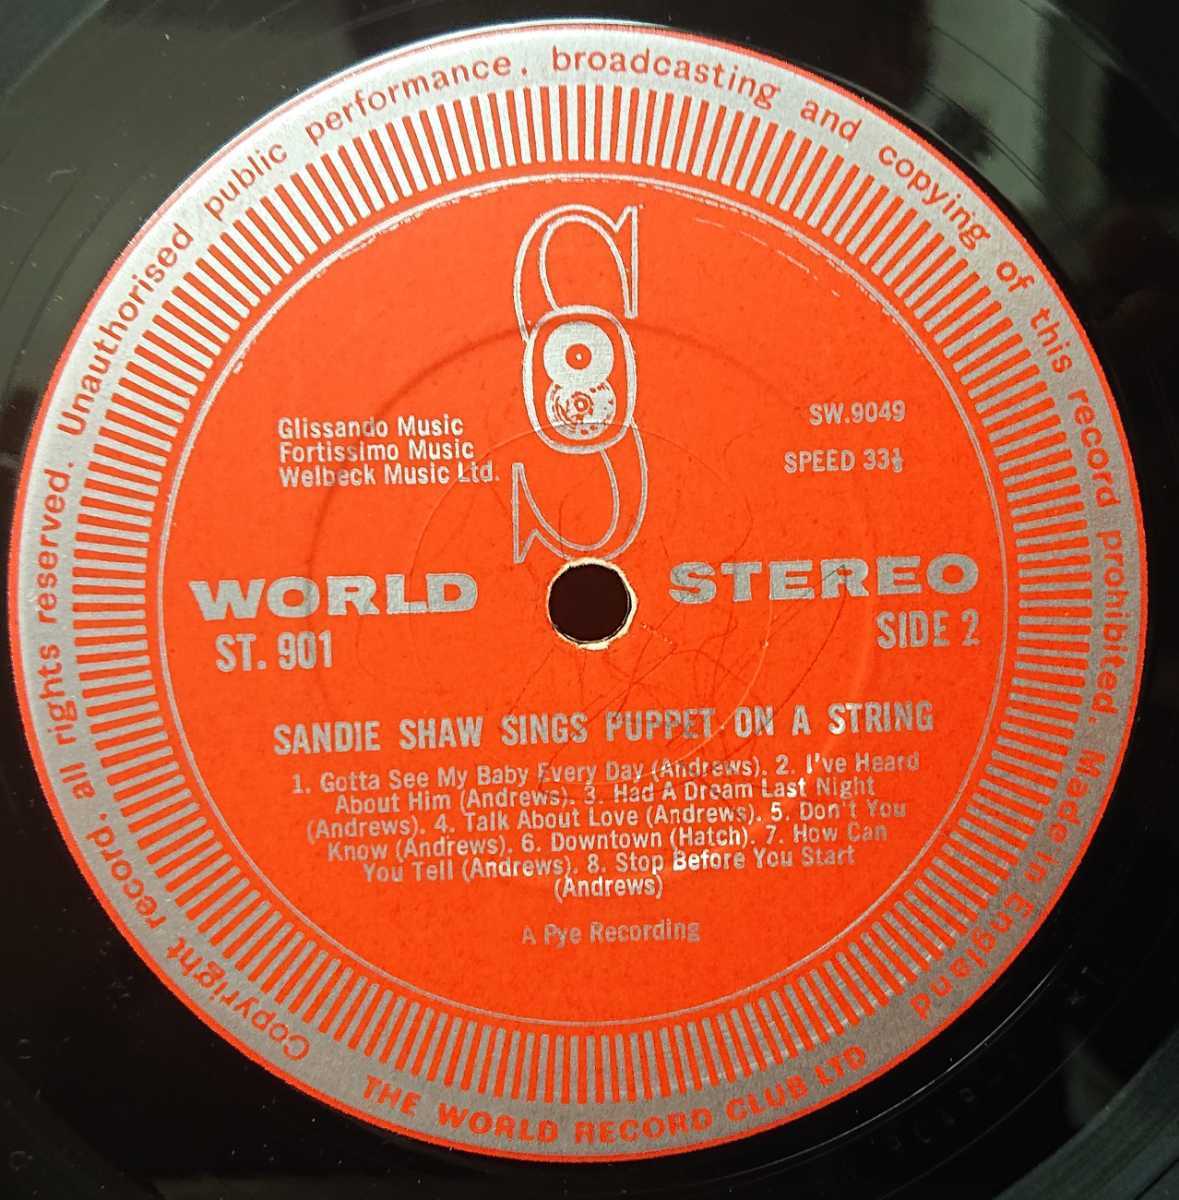 Copyright record. all rights reserved. Unauthorised public performance. broadcasting and copying of this record prohibited. Made in England
Glissando Music
Fortissimo Music
Welbeck Music Ltd.
SW.9049
SPEED 33⅓
WORLD STEREO
ST. 901
SIDE 2
SANDIE SHAW SINGS PUPPET ON A STRING
1. Gotta See My Baby Every Day (Andrews). 2. I've Heard
About Him (Andrews). 3. Had A Dream Last Night
(Andrews). 4. Talk About Love (Andrews). 5. Don't You
Know (Andrews). 6. Downtown (Hatch). 7. How Can
You Tell (Andrews). 8. Stop Before You Start
(Andrews)
A Pye Recording
THE WORLD RECORD CLUB LTD